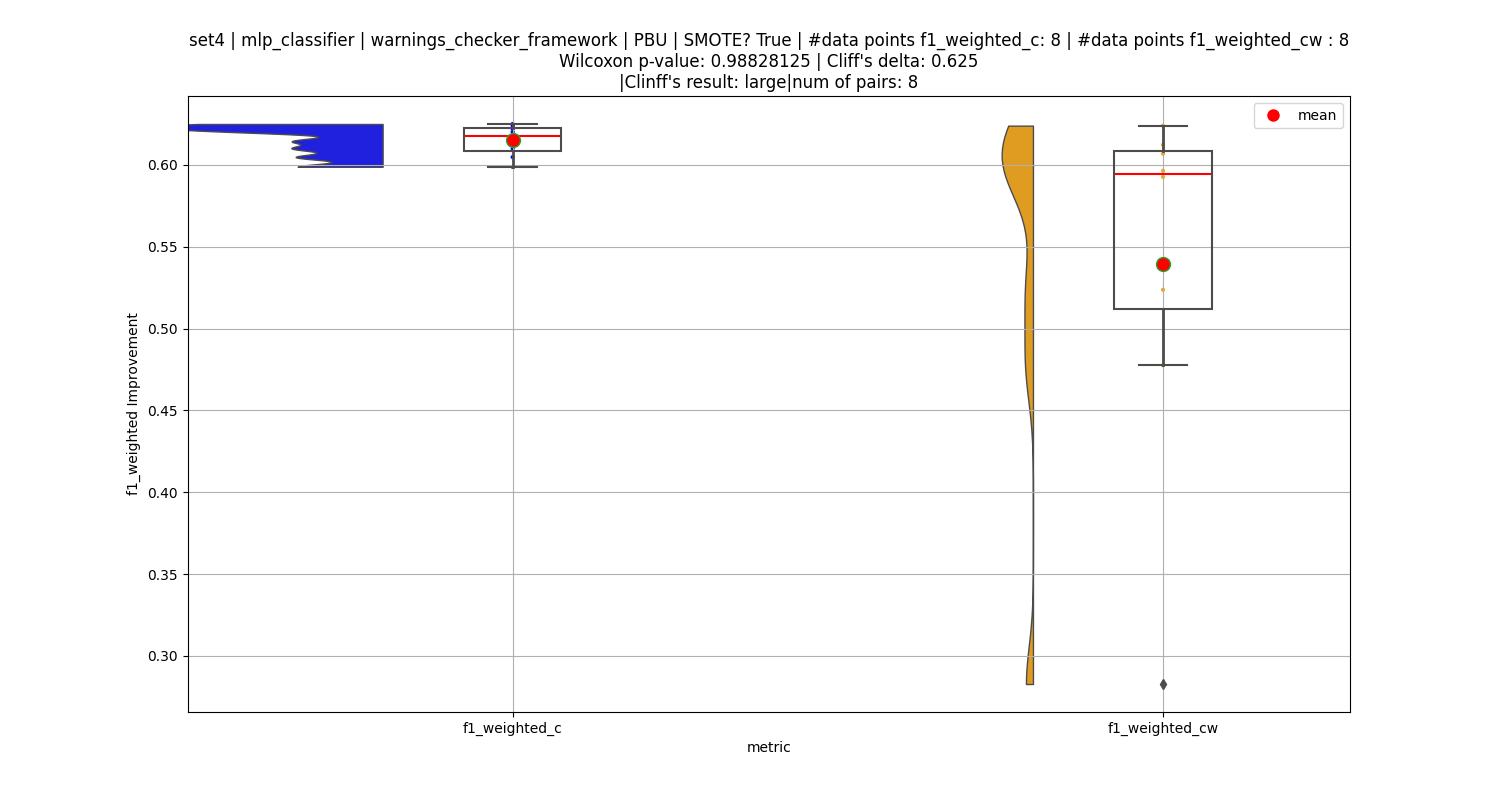 set4 | mlp_classifier | warnings_checker_framework | PBU | SMOTE? True | #data points f1_weighted_c: 8 | #data points f1_weighted_cw : 8
Wilcoxon p-value: 0.98828125 | Cliff's delta: 0.625
|Clinff's result: large|num of pairs: 8
mean
0.60
0.55
0.50
0.45
0.40
0.35
0.30
f1_weighted Improvement
f1_weighted_c
f1_weighted_cw
metric